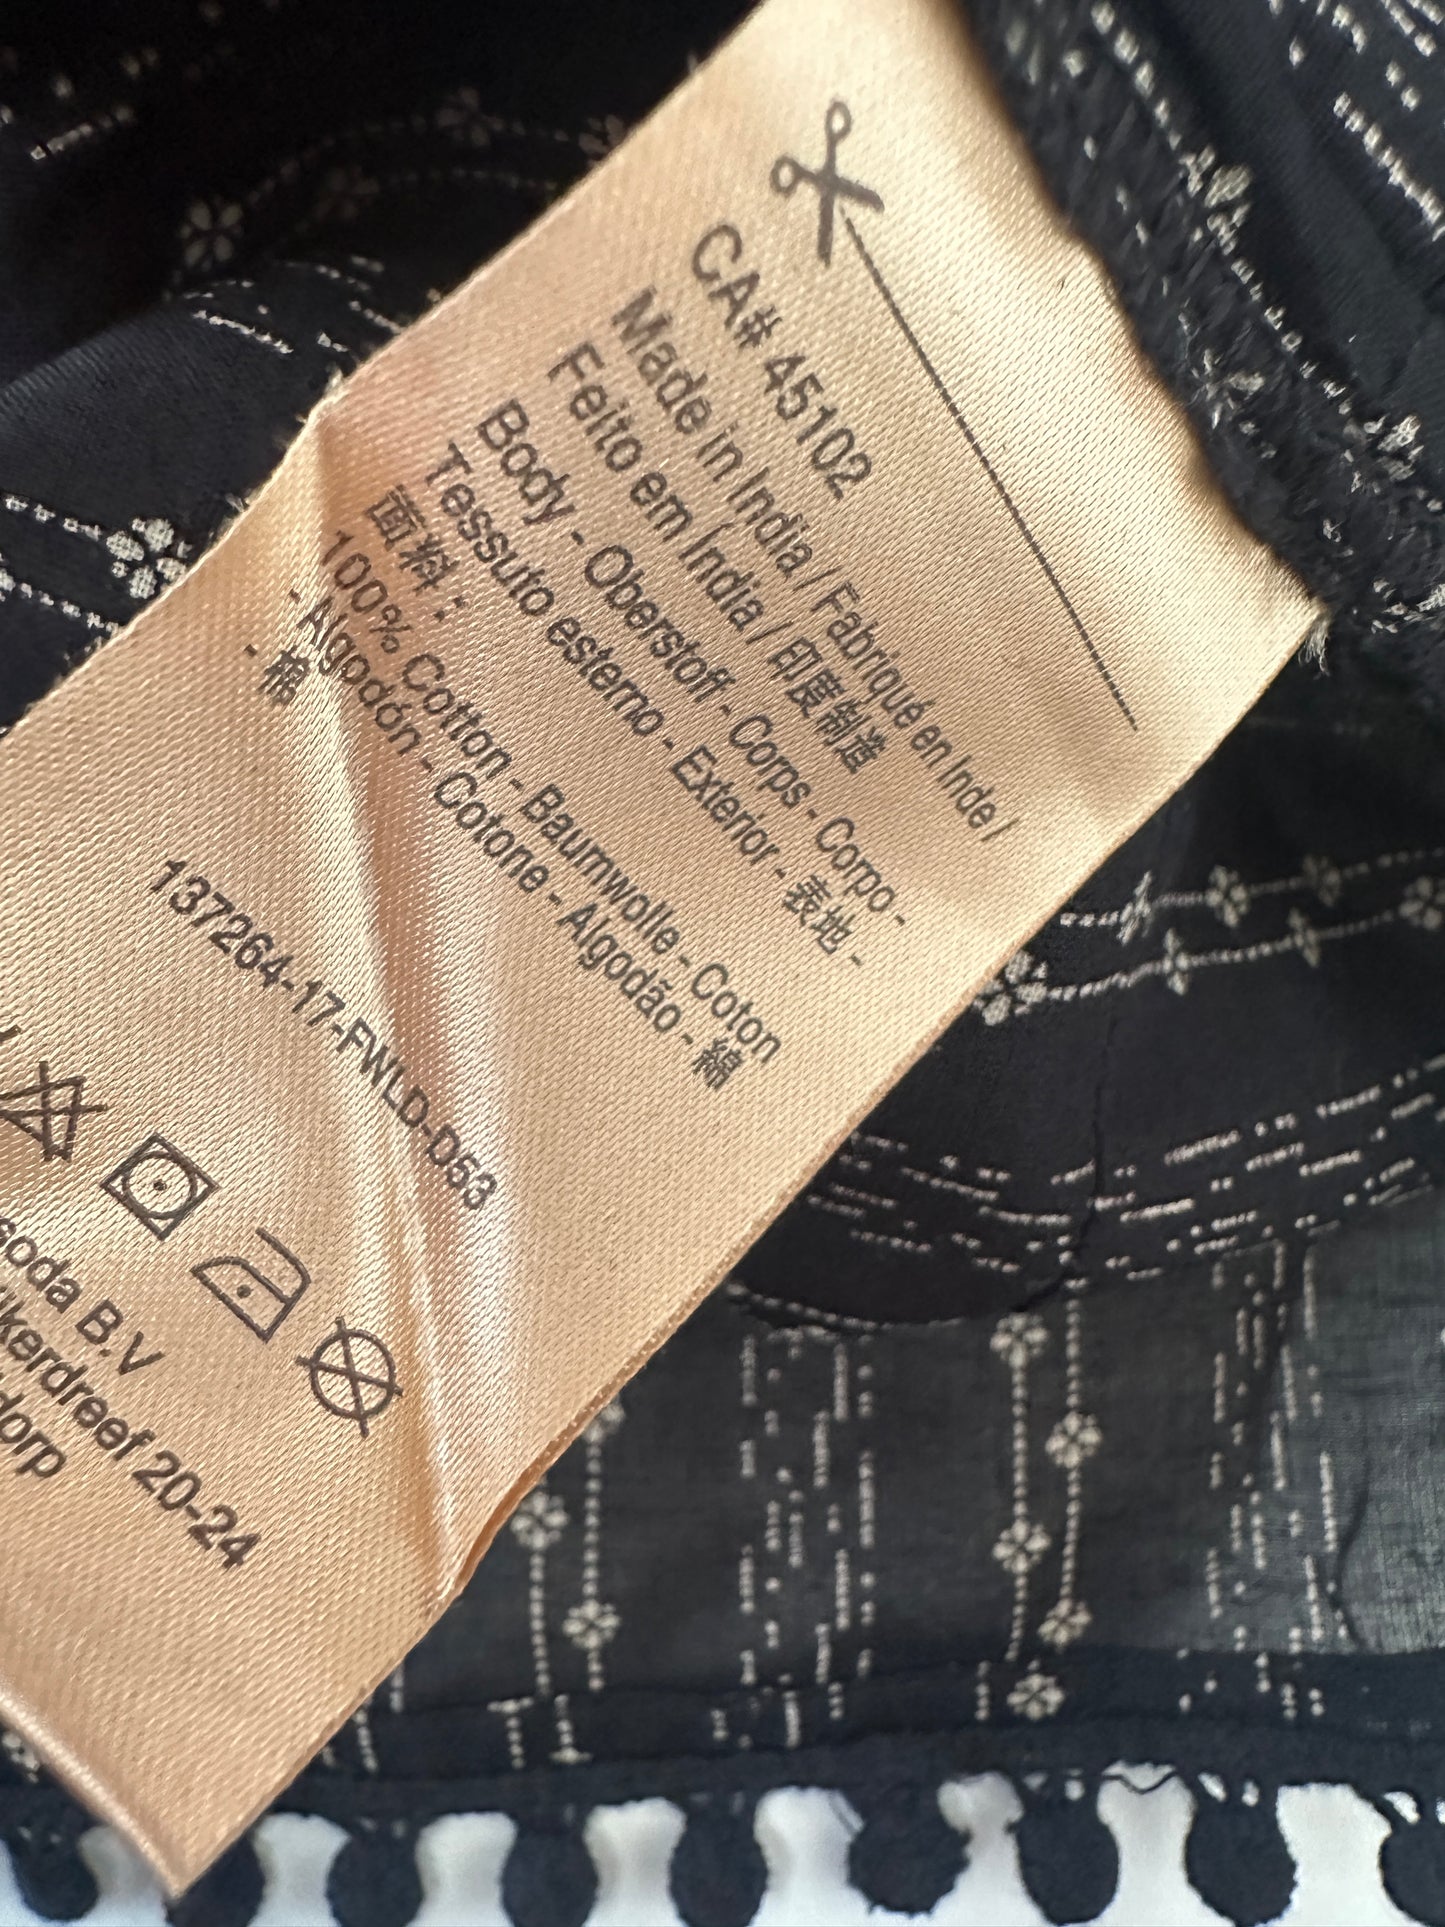 CA# 45102
Made in India / Fabriqué en Inde /
Feito em Índia / 印度制造
Body - Oberstoff - Corps - Corpo -
Tessuto esterno - Exterior - 表地 -
面料：
100% Cotton - Baumwolle - Coton
- Algodón - Cotone - Algodão - 綿
- 棉
137264-17-FWLD-D53
soda B.V
kerdreef 20-24
dorp